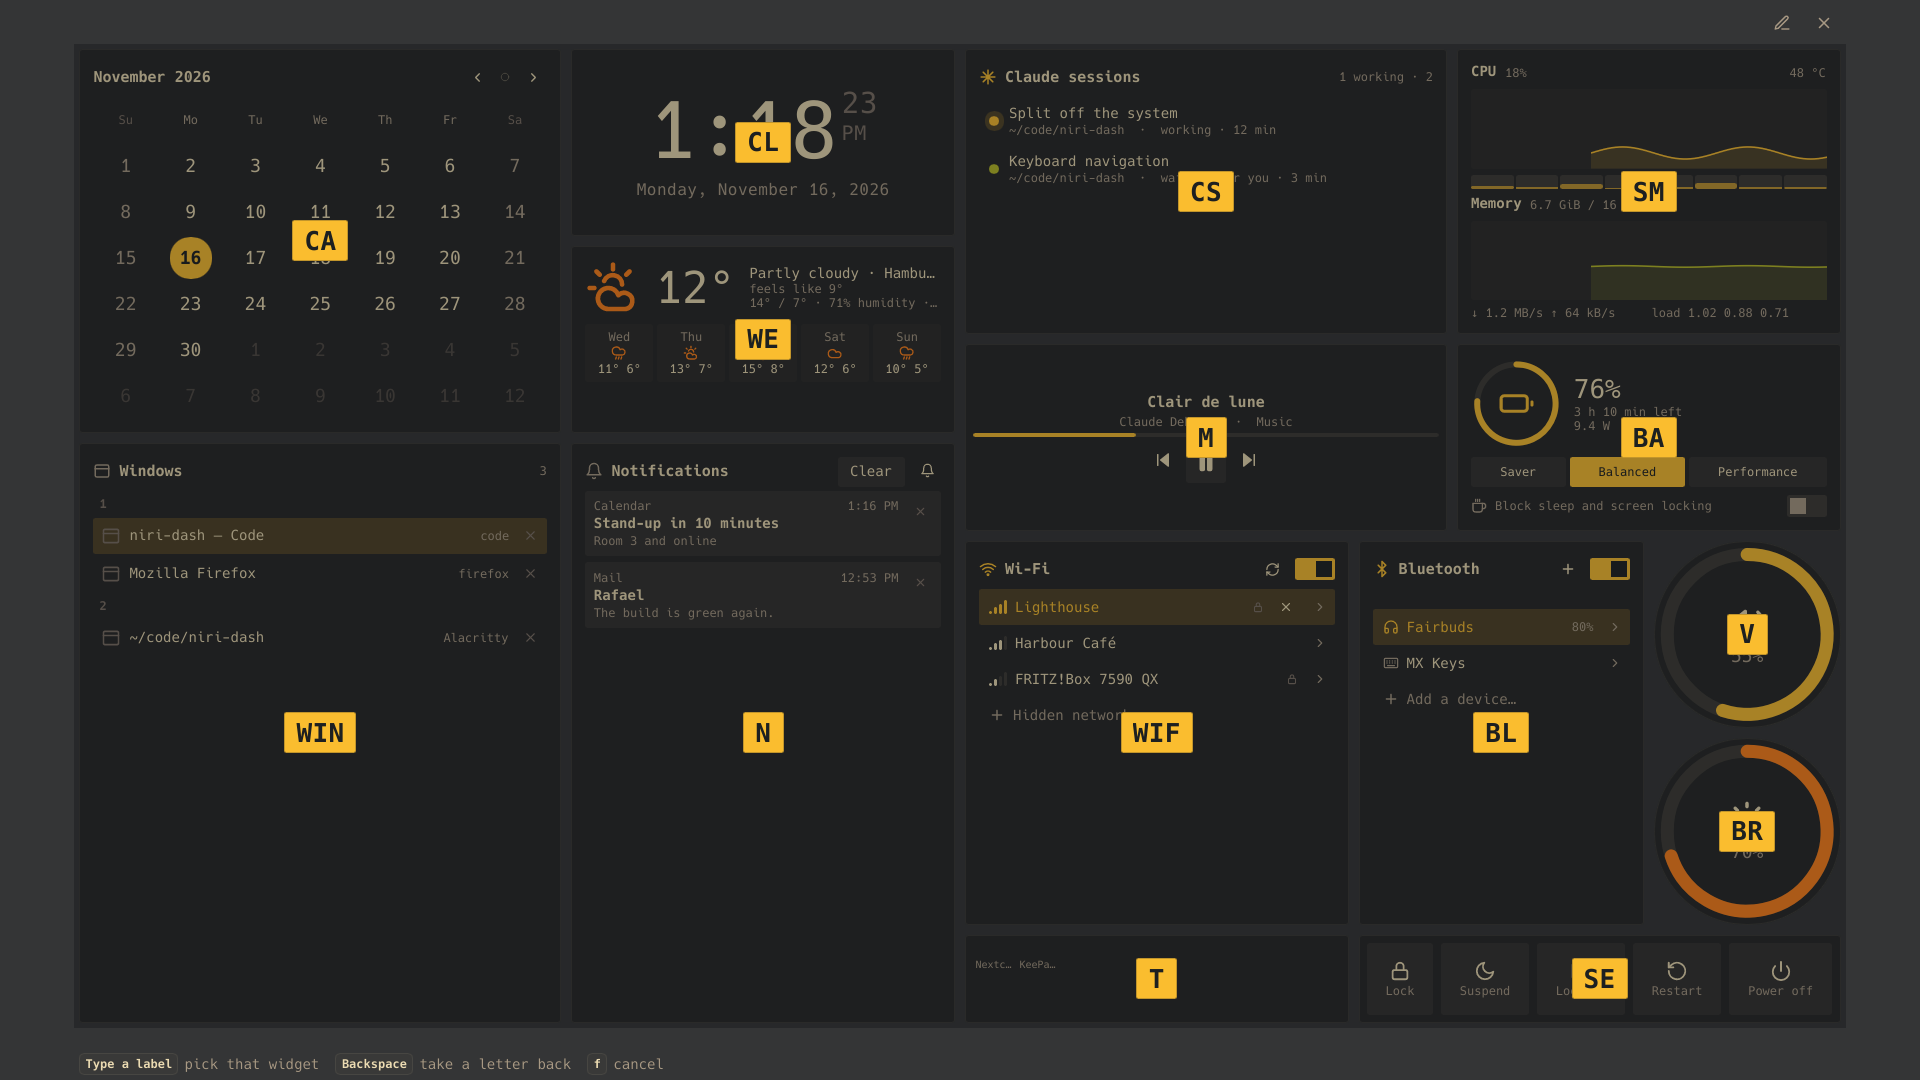 November 2026
Su Mo Tu We Th Fr Sa
1 2 3 4 5 6 7
8 9 10 11 12 13 14
15 16 17 19 20 21
22 23 24 25 26 27 28
29 30 1 2 3 4 5
6 7 8 9 10 11 12
CA
1:18 23 PM
CL
Monday, November 16, 2026
12°
Partly cloudy · Hambu…
feels like 9°
14° / 7° · 71% humidity ·…
Wed Thu Sat Sun
11° 6° 13° 7° 15° 8° 12° 6° 10° 5°
WE
Claude sessions
1 working · 2
Split off the system
~/code/niri-dash · working · 12 min
Keyboard navigation
~/code/niri-dash · you · 3 min
CS
CPU 18%
48 °C
SM
Memory 6.7 GiB / 16
↓ 1.2 MB/s ↑ 64 kB/s load 1.02 0.88 0.71
Clair de lune
Claude · Music
M
76%
3 h 10 min left
9.4 W
BA
Saver Balanced Performance
Block sleep and screen locking
Windows
3
1
niri-dash — Code code
Mozilla Firefox firefox
2
~/code/niri-dash Alacritty
WIN
Notifications
Clear
Calendar 1:16 PM
Stand-up in 10 minutes
Room 3 and online
Mail 12:53 PM
Rafael
The build is green again.
N
Wi-Fi
Lighthouse
Harbour Café
FRITZ!Box 7590 QX
Hidden
WIF
Bluetooth
Fairbuds 80%
MX Keys
Add a device…
BL
V
BR
Nextc… KeePa…
T
Lock Suspend Restart Power off
SE
Type a label pick that widget Backspace take a letter back f cancel